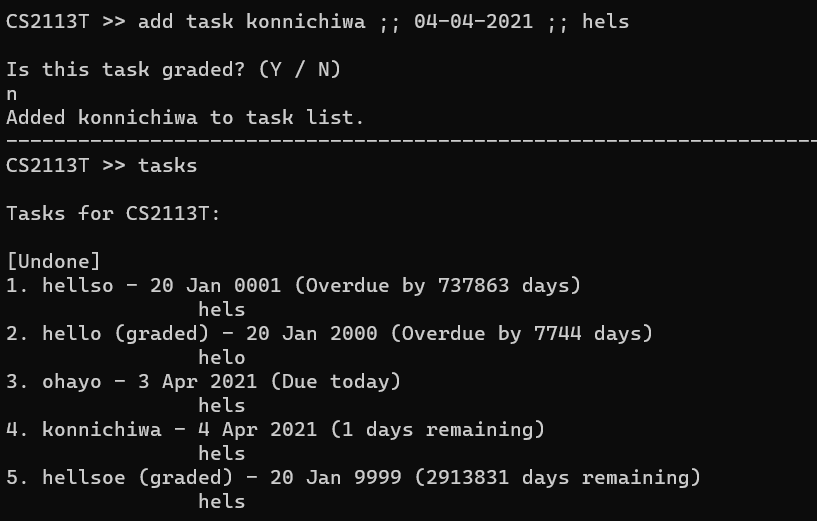 CS2113T >> add task konnichiwa ;; 04-04-2021 ;; hels
Is this task graded? (Y / N)
n
Added konnichiwa to task list.
--------------------------------------------------------------------
CS2113T >> tasks
Tasks for CS2113T:
[Undone]
1. hellso - 20 Jan 0001 (Overdue by 737863 days)
hels
2. hello (graded) - 20 Jan 2000 (Overdue by 7744 days)
helo
3. ohayo - 3 Apr 2021 (Due today)
hels
4. konnichiwa - 4 Apr 2021 (1 days remaining)
hels
5. hellsoe (graded) - 20 Jan 9999 (2913831 days remaining)
hels